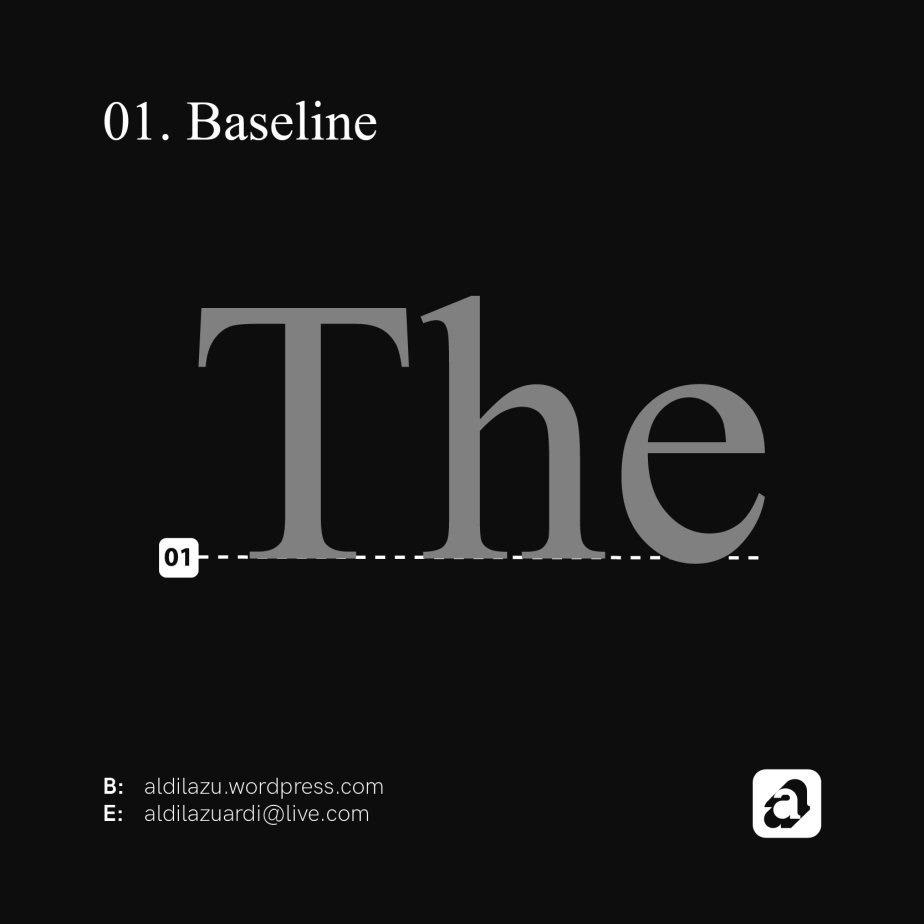 01. Baseline
The
01
B: aldilazu.wordpress.com
E: aldilazuardi@live.com
a